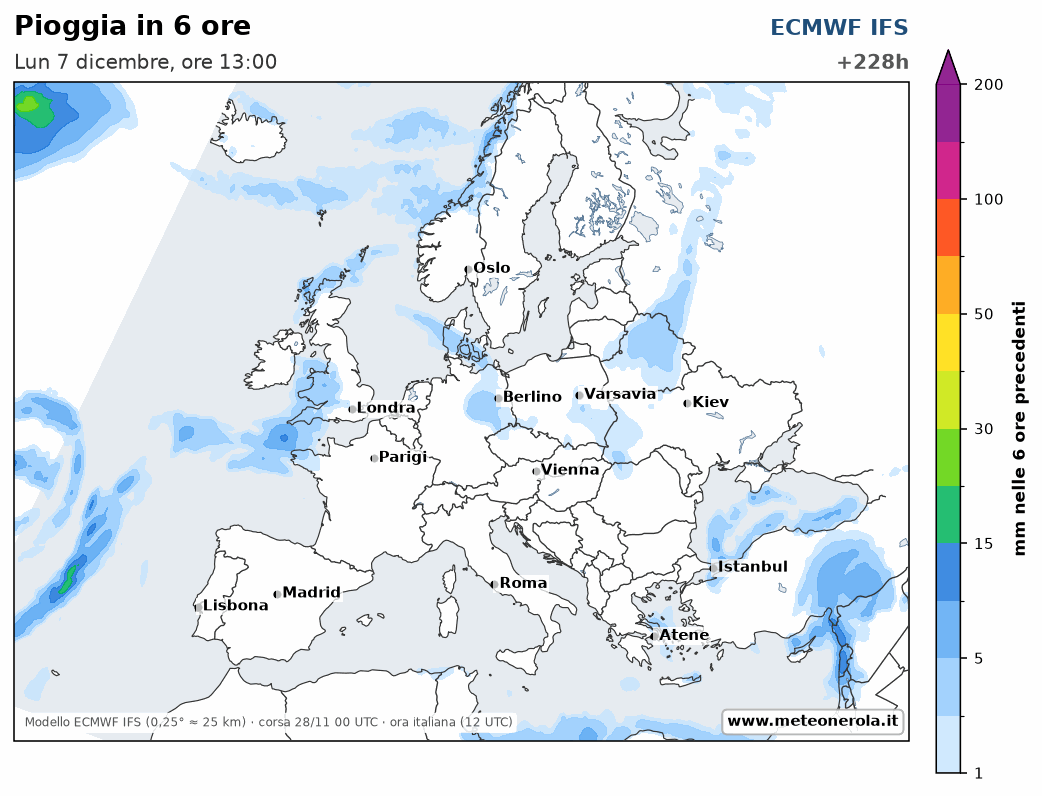 Pioggia in 6 ore
ECMWF IFS
Lun 7 dicembre, ore 13:00
+228h
200
100
50
30
15
5
1
mm nelle 6 ore precedenti
Oslo
Berlino
Varsavia
Kiev
Londra
Parigi
Vienna
Istanbul
Roma
Madrid
Lisbona
Atene
Modello ECMWF IFS (0,25° ≈ 25 km) · corsa 28/11 00 UTC · ora italiana (12 UTC)
www.meteonerola.it